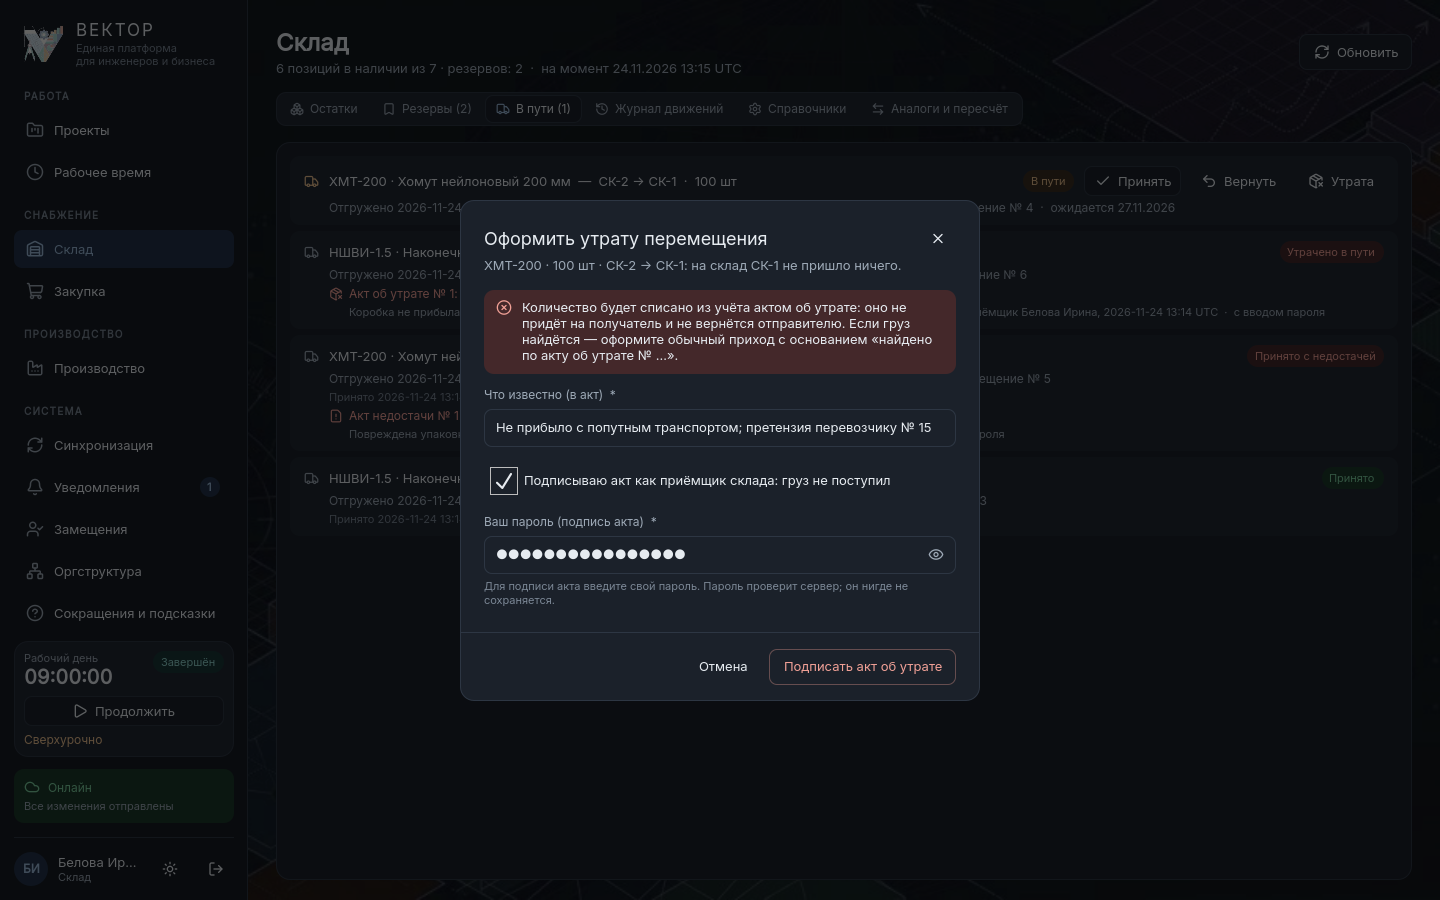 ВЕКТОР
Единая платформа
для инженеров и бизнеса
РАБОТА
Проекты
Рабочее время
СНАБЖЕНИЕ
Склад
Закупка
ПРОИЗВОДСТВО
Производство
СИСТЕМА
Синхронизация
Уведомления 1
Замещения
Оргструктура
Сокращения и подсказки
Рабочий день Завершён
09:00:00
Продолжить
Сверхурочно
Онлайн
Все изменения отправлены
БИ Белова Ир...
Склад
Склад
6 позиций в наличии из 7 · резервов: 2 · на момент 24.11.2026 13:15 UTC
Обновить
Остатки Резервы (2) В пути (1) Журнал движений Справочники Аналоги и пересчёт
ХМТ-200 · Хомут нейлоновый 200 мм — СК-2 → СК-1 · 100 шт В пути Принять Вернуть Утрата
Отгружено 2026-11-24 № 4 · ожидается 27.11.2026
НШВИ-1.5 · Утрачено в пути
Отгружено 2026-11-24 № 6
Акт об утрате № 1:
Коробка не прибыла Белова Ирина, 2026-11-24 13:14 UTC · с вводом пароля
ХМТ-200 · Хомут Принято с недостачей
Отгружено 2026-11-24 № 5
Принято 2026-11-24 13:1
Акт недостачи № 1
Повреждена
НШВИ-1.5 · Принято
Отгружено 2026-11-24 3
Принято 2026-11-24 13:1
Оформить утрату перемещения
ХМТ-200 · 100 шт · СК-2 → СК-1: на склад СК-1 не пришло ничего.
Количество будет списано из учёта актом об утрате: оно не
придёт на получатель и не вернётся отправителю. Если груз
найдётся — оформите обычный приход с основанием «найдено
по акту об утрате № …».
Что известно (в акт) *
Не прибыло с попутным транспортом; претензия перевозчику № 15
Подписываю акт как приёмщик склада: груз не поступил
Ваш пароль (подпись акта) *
Для подписи акта введите свой пароль. Пароль проверит сервер; он нигде не
сохраняется.
Отмена Подписать акт об утрате